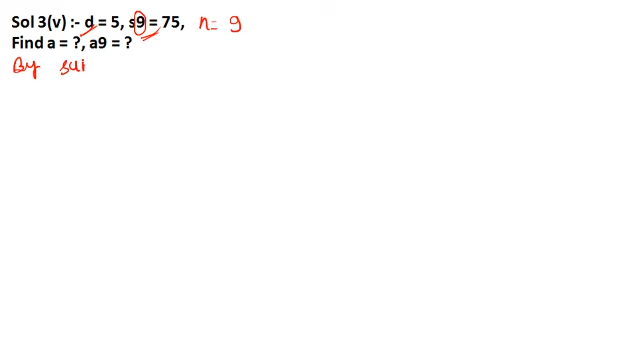 Sol 3(v) :- d = 5, s9 = 75, n = 9
Find a = ?, a9 = ?
By